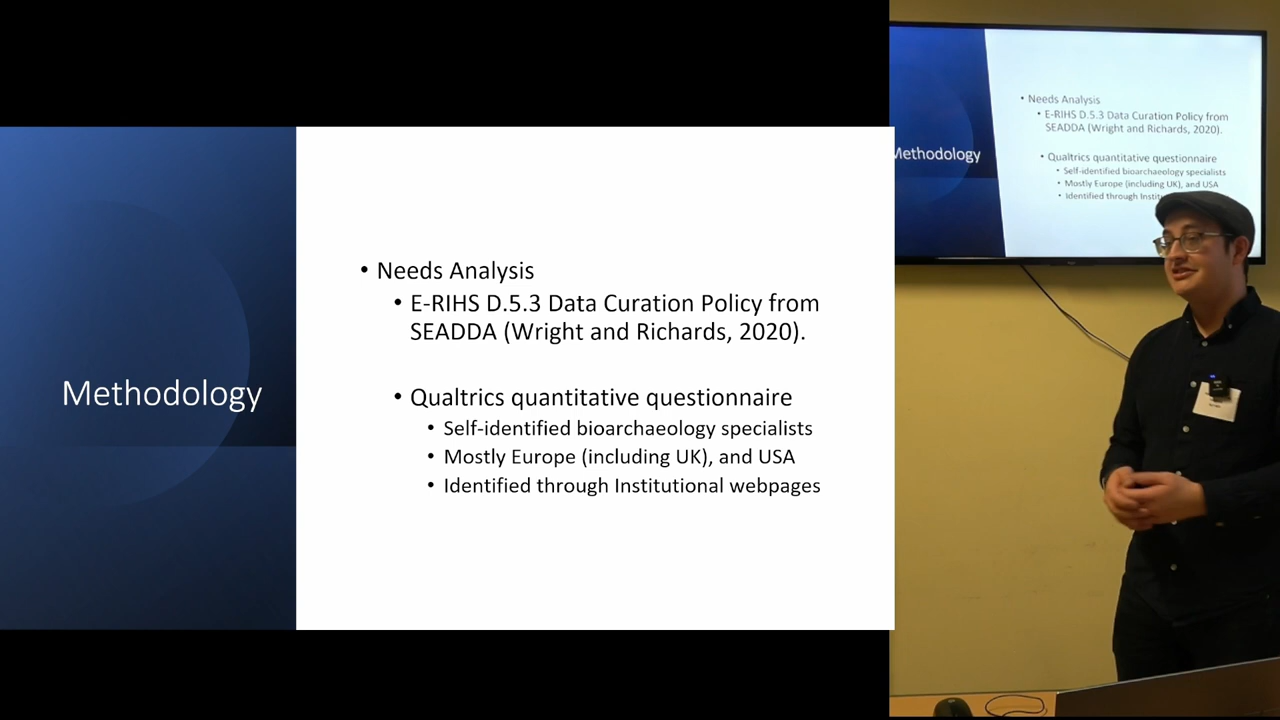 Methodology
• Needs Analysis
• E-RIHS D.5.3 Data Curation Policy from
SEADDA (Wright and Richards, 2020).
• Qualtrics quantitative questionnaire
• Self-identified bioarchaeology specialists
• Mostly Europe (including UK), and USA
• Identified through Institutional webpages
Methodology
• Needs Analysis
• E-RIHS D.5.3 Data Curation Policy from
SEADDA (Wright and Richards, 2020).
• Qualtrics quantitative questionnaire
• Self-identified bioarchaeology specialists
• Mostly Europe (including UK), and USA
• Identified through